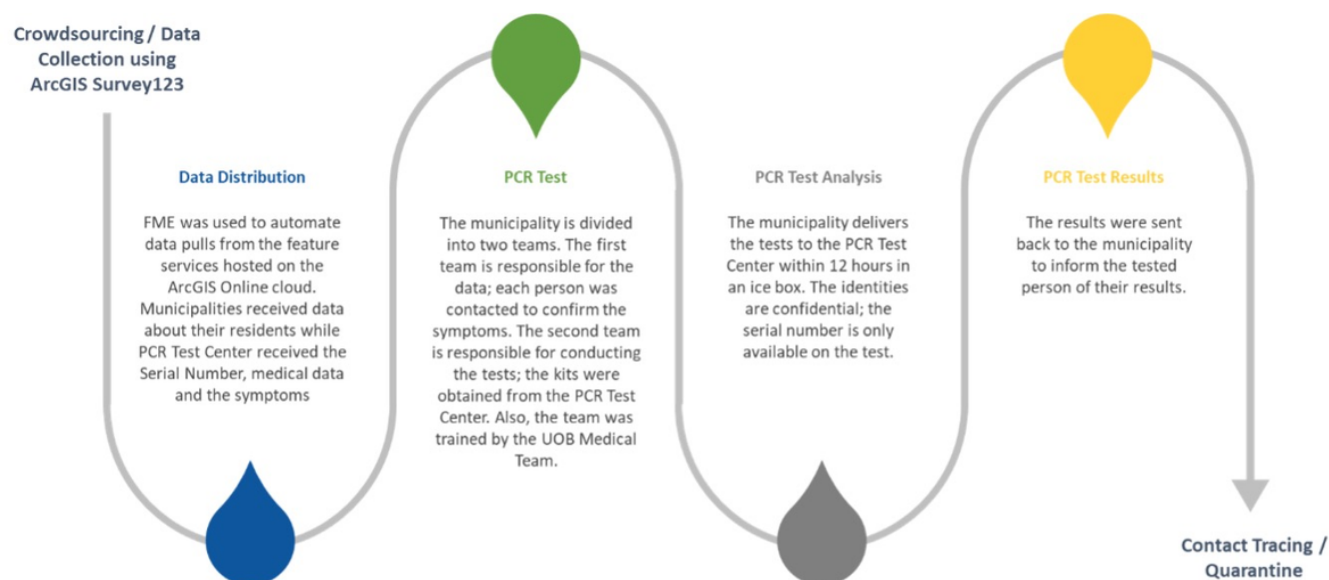 Crowdsourcing / Data
Collection using
ArcGIS Survey123
Data Distribution
FME was used to automate
data pulls from the feature
services hosted on the
ArcGIS Online cloud.
Municipalities received data
about their residents while
PCR Test Center received the
Serial Number, medical data
and the symptoms
PCR Test
The municipality is divided
into two teams. The first
team is responsible for the
data; each person was
contacted to confirm the
symptoms. The second team
is responsible for conducting
the tests; the kits were
obtained from the PCR Test
Center. Also, the team was
trained by the UOB Medical
Team.
PCR Test Analysis
The municipality delivers
the tests to the PCR Test
Center within 12 hours in
an ice box. The identities
are confidential; the
serial number is only
available on the test.
PCR Test Results
The results were sent
back to the municipality
to inform the tested
person of their results.
Contact Tracing /
Quarantine